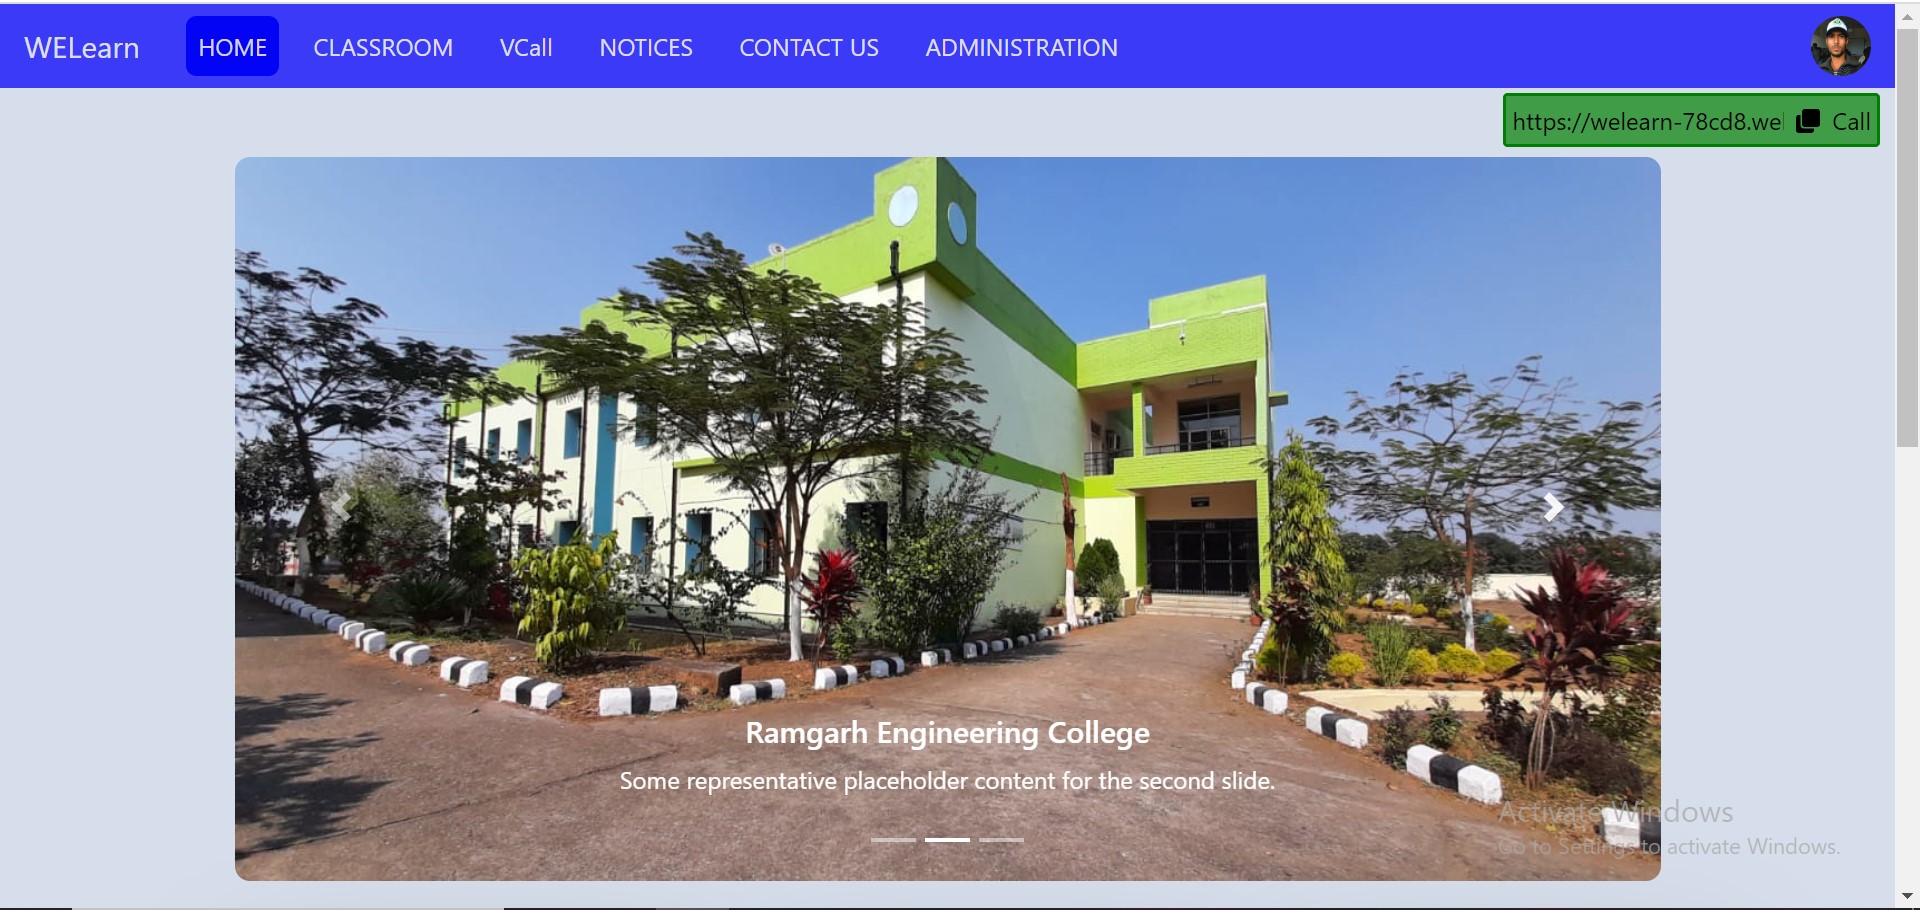 WELearn HOME CLASSROOM VCall NOTICES CONTACT US ADMINISTRATION
https://welearn-78cd8.we Call
Ramgarh Engineering College
Some representative placeholder content for the second slide.
Activate Windows
Go to Settings to activate Windows.